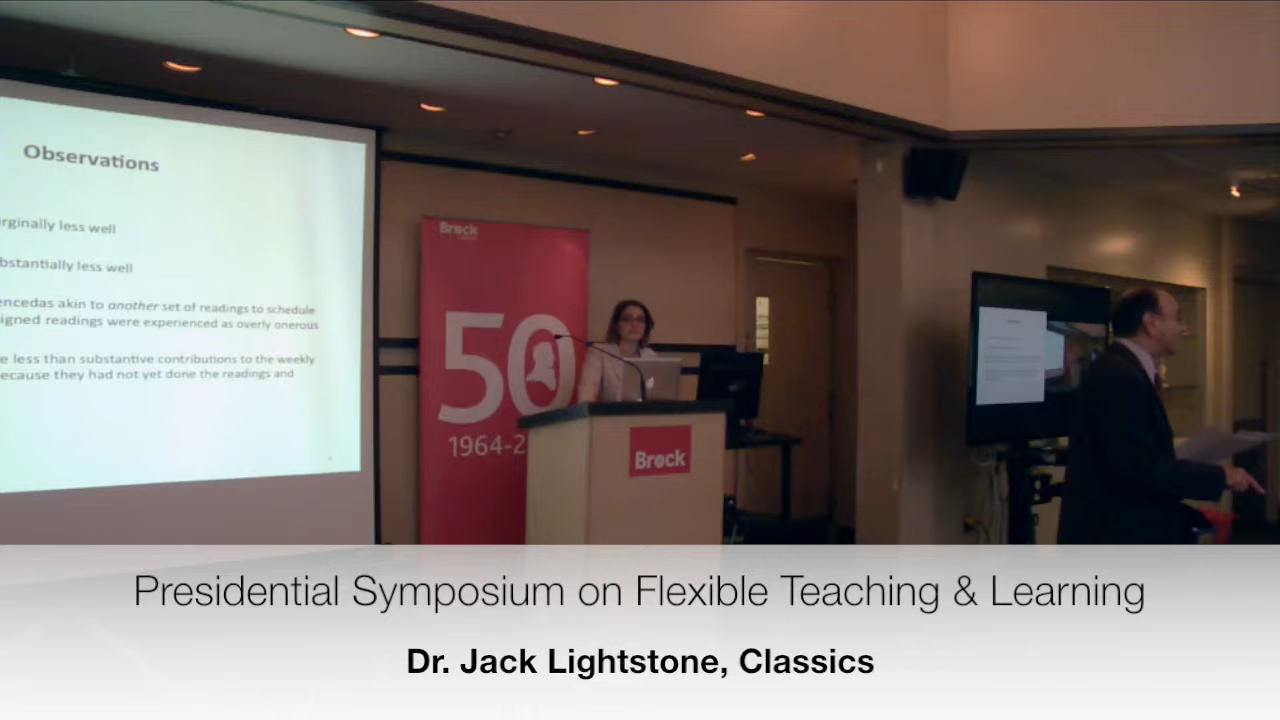 Observations
rginally less well
bstantially less well
encedas akin to another set of readings to schedule
igned readings were experienced as overly onerous
e less than substantive contributions to the weekly
ecause they had not yet done the readings and
Brock
50
1964-2
Brock
Presidential Symposium on Flexible Teaching & Learning
Dr. Jack Lightstone, Classics